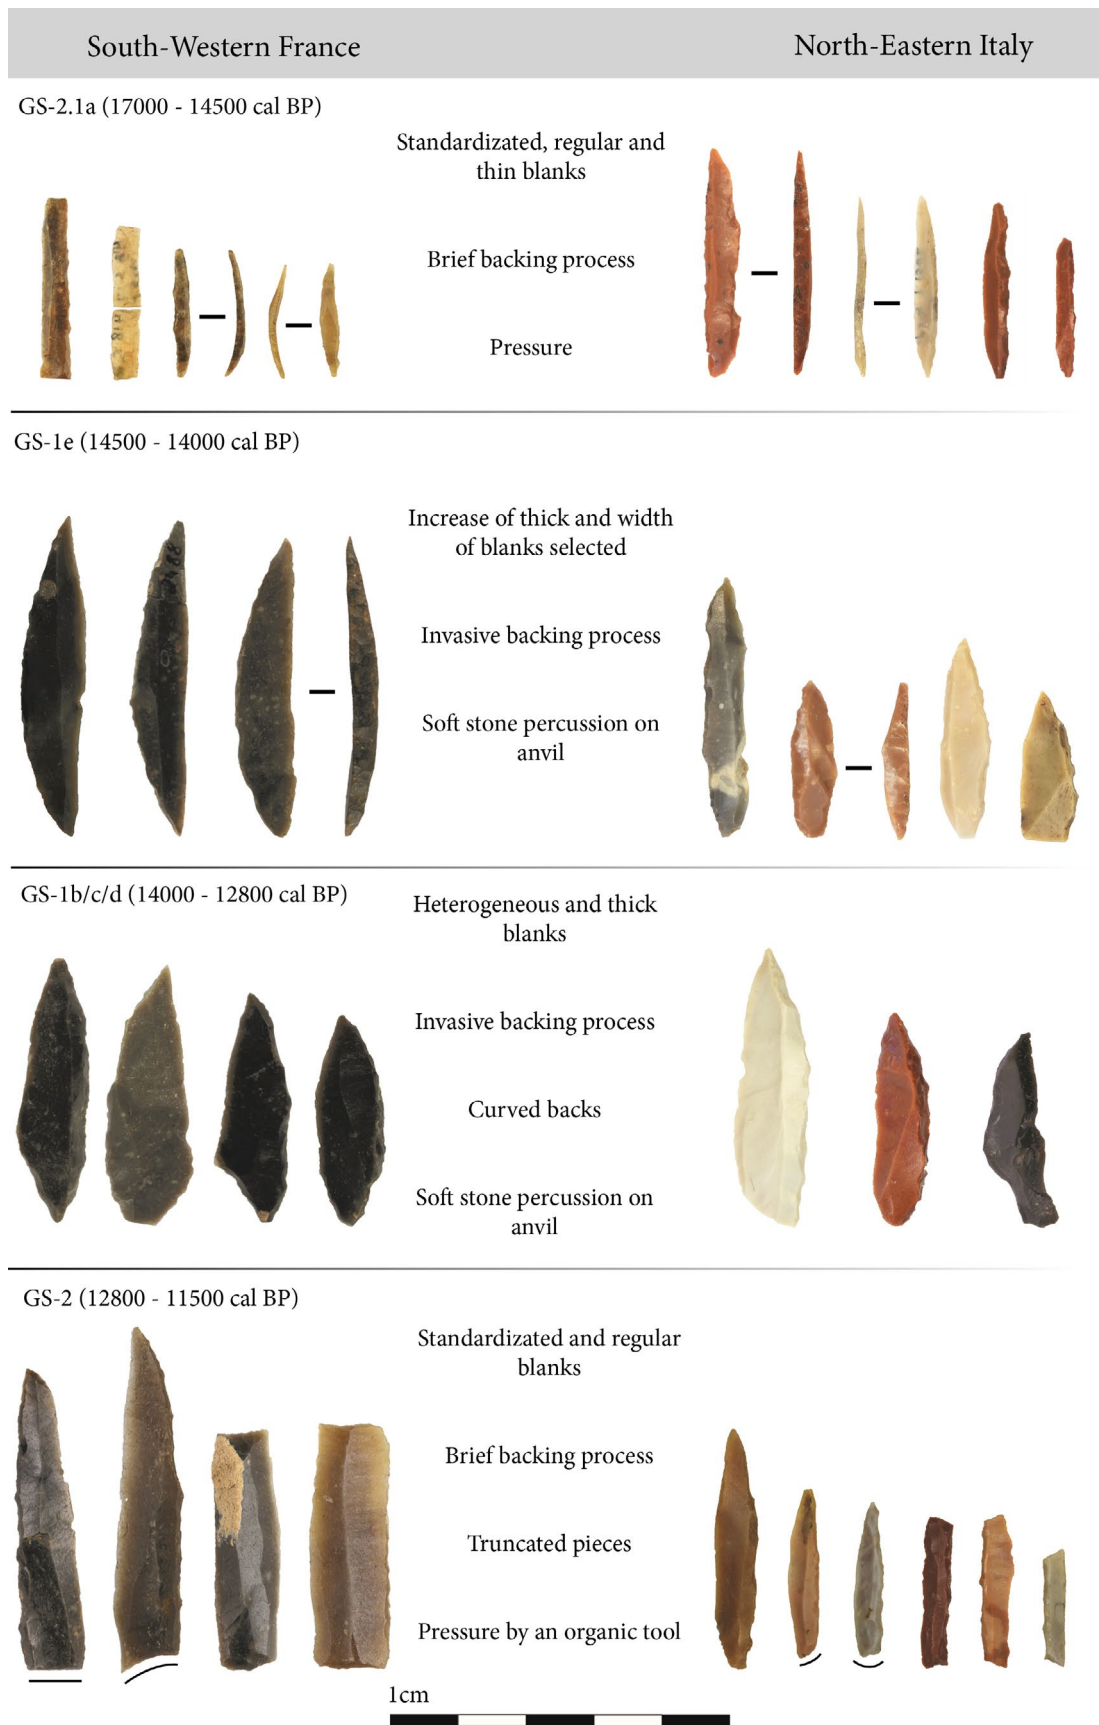 South-Western France
North-Eastern Italy
GS-2.1a (17000 - 14500 cal BP)
Standardizated, regular and
thin blanks
Brief backing process
Pressure
GS-1e (14500 - 14000 cal BP)
Increase of thick and width
of blanks selected
Invasive backing process
Soft stone percussion on
anvil
GS-1b/c/d (14000 - 12800 cal BP)
Heterogeneous and thick
blanks
Invasive backing process
Curved backs
Soft stone percussion on
anvil
GS-2 (12800 - 11500 cal BP)
Standardizated and regular
blanks
Brief backing process
Truncated pieces
Pressure by an organic tool
1cm